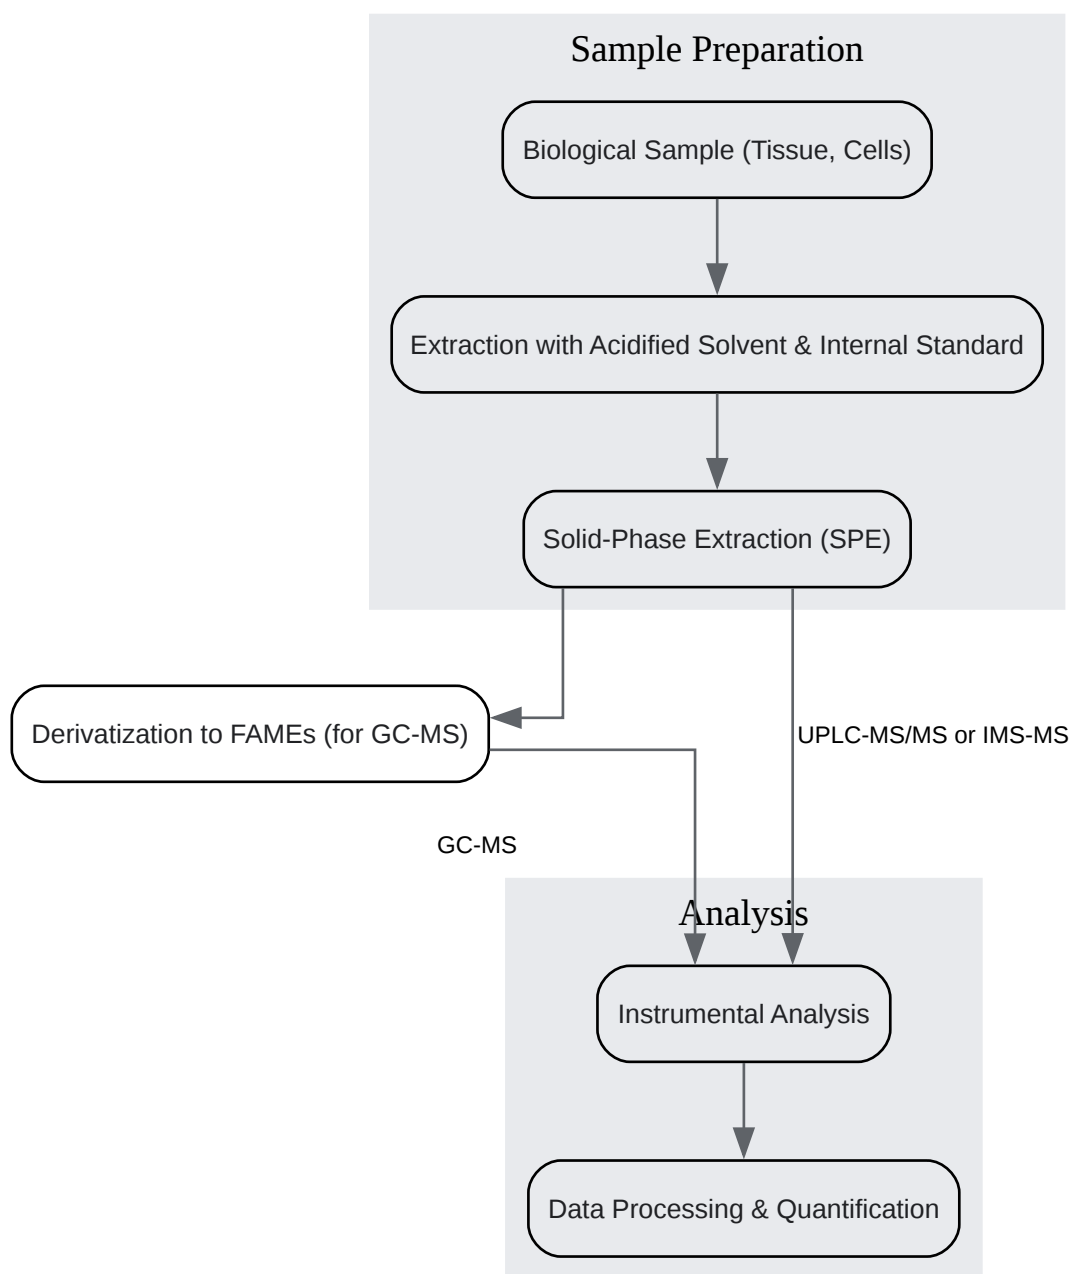 Sample Preparation
Biological Sample (Tissue, Cells)
Extraction with Acidified Solvent & Internal Standard
Solid-Phase Extraction (SPE)
Derivatization to FAMEs (for GC-MS)
UPLC-MS/MS or IMS-MS
GC-MS
Analysis
Instrumental Analysis
Data Processing & Quantification